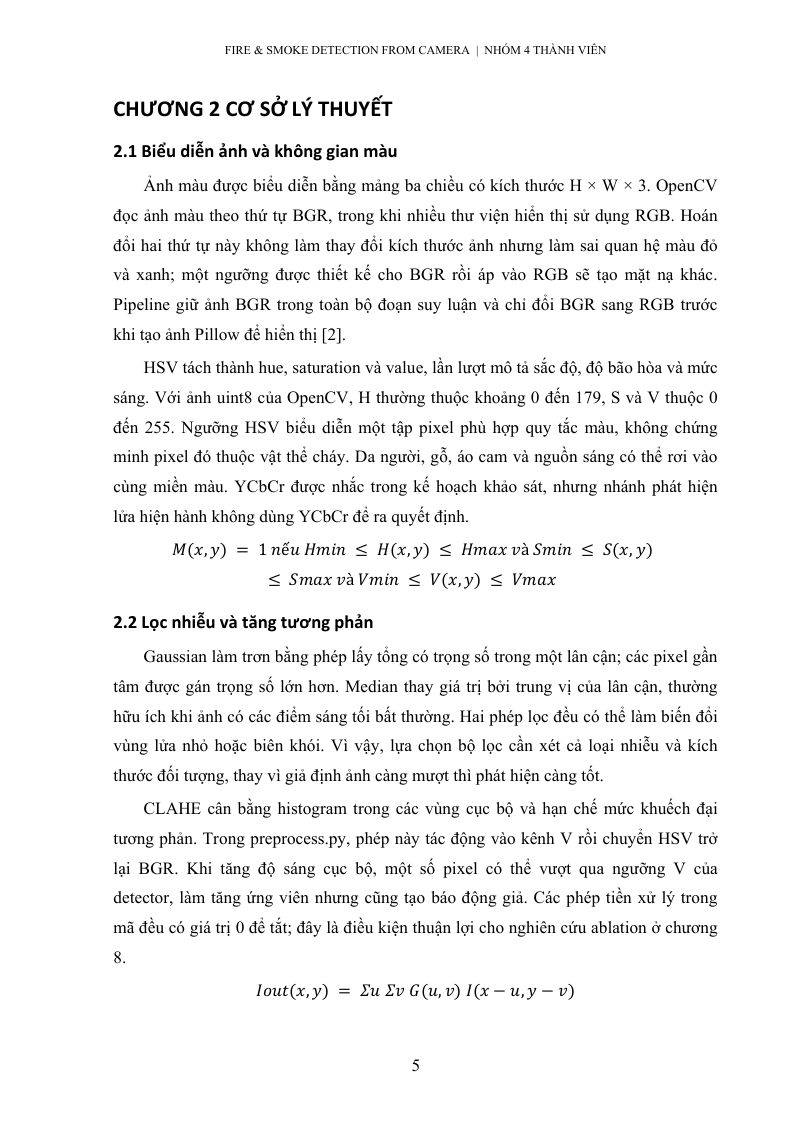 FIRE & SMOKE DETECTION FROM CAMERA | NHÓM 4 THÀNH VIÊN
CHƯƠNG 2 CƠ SỞ LÝ THUYẾT
2.1 Biểu diễn ảnh và không gian màu
Ảnh màu được biểu diễn bằng mảng ba chiều có kích thước H × W × 3. OpenCV
đọc ảnh màu theo thứ tự BGR, trong khi nhiều thư viện hiển thị sử dụng RGB. Hoán
đổi hai thứ tự này không làm thay đổi kích thước ảnh nhưng làm sai quan hệ màu đỏ
và xanh; một ngưỡng được thiết kế cho BGR rồi áp vào RGB sẽ tạo mặt nạ khác.
Pipeline giữ ảnh BGR trong toàn bộ đoạn suy luận và chỉ đổi BGR sang RGB trước
khi tạo ảnh Pillow để hiển thị [2].
HSV tách thành hue, saturation và value, lần lượt mô tả sắc độ, độ bão hòa và mức
sáng. Với ảnh uint8 của OpenCV, H thường thuộc khoảng 0 đến 179, S và V thuộc 0
đến 255. Ngưỡng HSV biểu diễn một tập pixel phù hợp quy tắc màu, không chứng
minh pixel đó thuộc vật thể cháy. Da người, gỗ, áo cam và nguồn sáng có thể rơi vào
cùng miền màu. YCbCr được nhắc trong kế hoạch khảo sát, nhưng nhánh phát hiện
lửa hiện hành không dùng YCbCr để ra quyết định.
M(x, y) = 1 nếu Hmin ≤ H(x, y) ≤ Hmax và Smin ≤ S(x, y)
≤ Smax và Vmin ≤ V(x, y) ≤ Vmax
2.2 Lọc nhiễu và tăng tương phản
Gaussian làm trơn bằng phép lấy tổng có trọng số trong một lân cận; các pixel gần
tâm được gán trọng số lớn hơn. Median thay giá trị bởi trung vị của lân cận, thường
hữu ích khi ảnh có các điểm sáng tối bất thường. Hai phép lọc đều có thể làm biến đổi
vùng lửa nhỏ hoặc biên khói. Vì vậy, lựa chọn bộ lọc cần xét cả loại nhiễu và kích
thước đối tượng, thay vì giả định ảnh càng mượt thì phát hiện càng tốt.
CLAHE cân bằng histogram trong các vùng cục bộ và hạn chế mức khuếch đại
tương phản. Trong preprocess.py, phép này tác động vào kênh V rồi chuyển HSV trở
lại BGR. Khi tăng độ sáng cục bộ, một số pixel có thể vượt qua ngưỡng V của
detector, làm tăng ứng viên nhưng cũng tạo báo động giả. Các phép tiền xử lý trong
mã đều có giá trị 0 để tắt; đây là điều kiện thuận lợi cho nghiên cứu ablation ở chương
8.
Iout(x, y) = Σu Σv G(u, v) I(x − u, y − v)
5